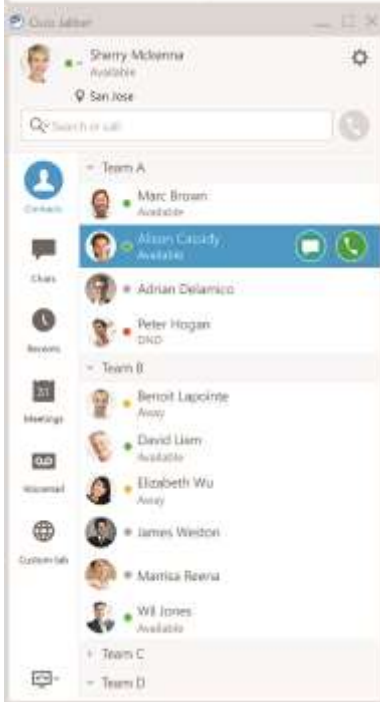 Cisco Jabber
Sherry Mckenna
Available
San Jose
Search or call
Contacts
Chats
Recents
Meetings
Voicemail
Custom tab
Team A
Marc Brown
Available
Alison Cassidy
Available
Adrian Delamico
Peter Hogan
DND
Team B
Benoit Lapointe
Away
David Liam
Available
Elizabeth Wu
Away
James Weston
Marrisa Reena
Wil Jones
Available
Team C
Team D